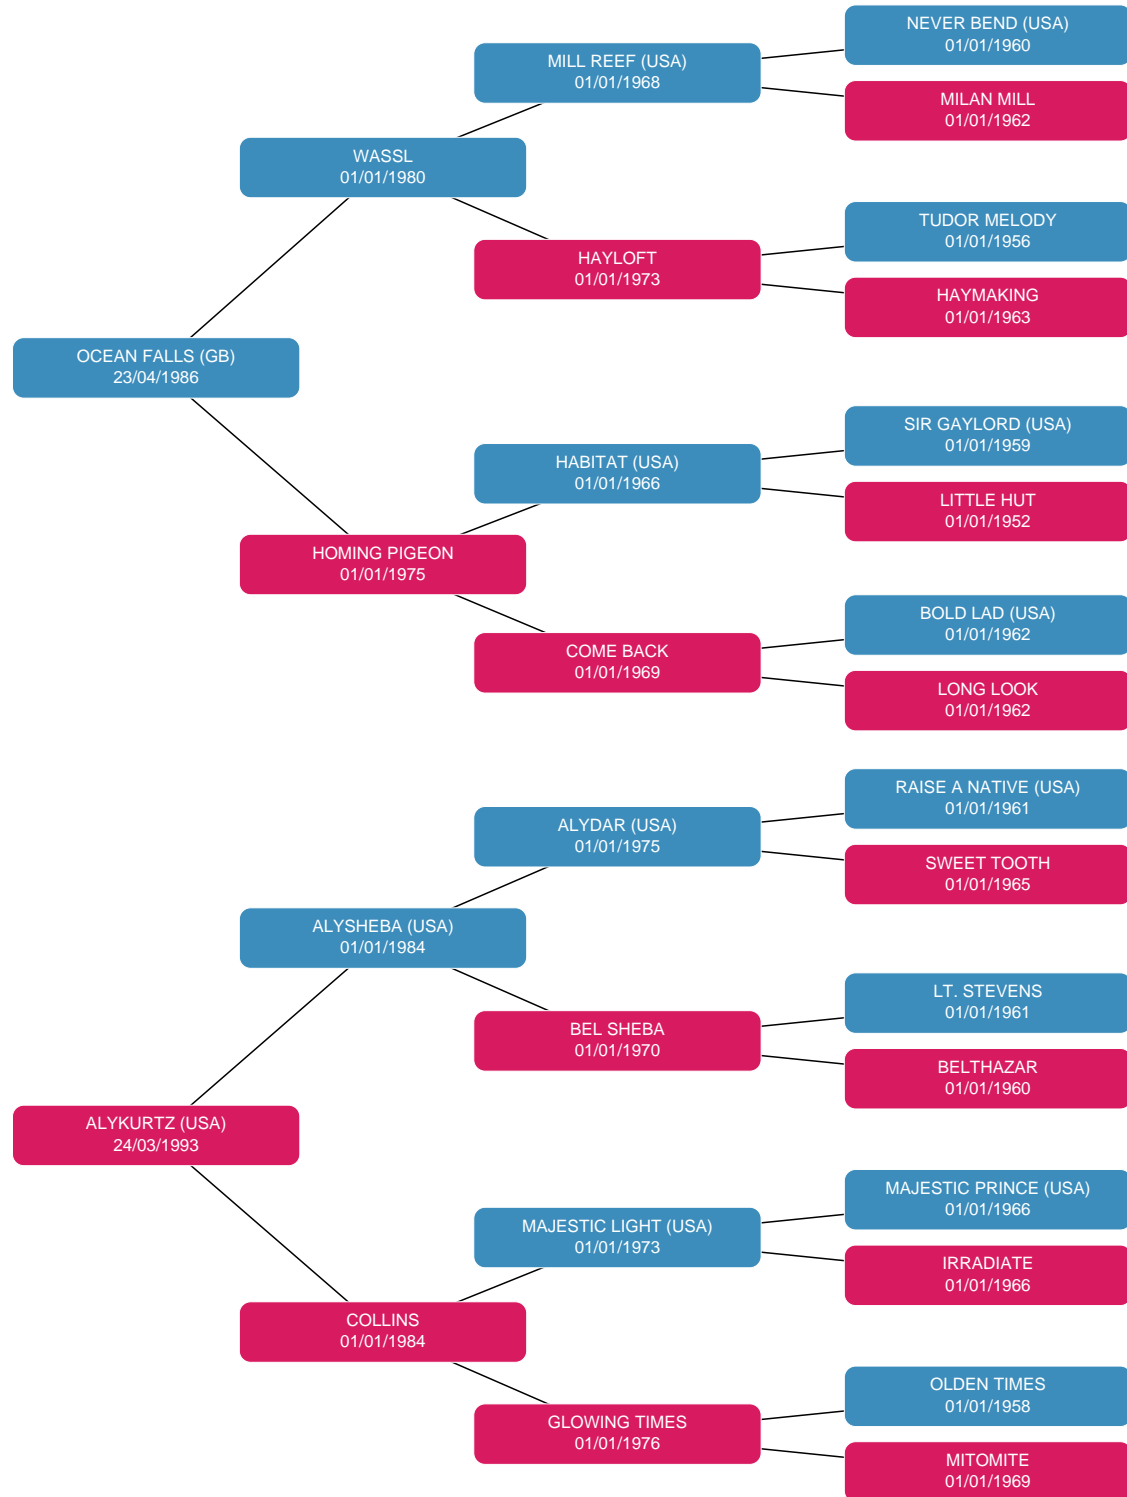 NEVER BEND (USA)
01/01/1960
MILL REEF (USA)
01/01/1968
MILAN MILL
01/01/1962
WASSL
01/01/1980
TUDOR MELODY
01/01/1956
HAYLOFT
01/01/1973
HAYMAKING
01/01/1963
OCEAN FALLS (GB)
23/04/1986
SIR GAYLORD (USA)
01/01/1959
HABITAT (USA)
01/01/1966
LITTLE HUT
01/01/1952
HOMING PIGEON
01/01/1975
BOLD LAD (USA)
01/01/1962
COME BACK
01/01/1969
LONG LOOK
01/01/1962
RAISE A NATIVE (USA)
01/01/1961
ALYDAR (USA)
01/01/1975
SWEET TOOTH
01/01/1965
ALYSHEBA (USA)
01/01/1984
LT. STEVENS
01/01/1961
BEL SHEBA
01/01/1970
BELTHAZAR
01/01/1960
ALYKURTZ (USA)
24/03/1993
MAJESTIC PRINCE (USA)
01/01/1966
MAJESTIC LIGHT (USA)
01/01/1973
IRRADIATE
01/01/1966
COLLINS
01/01/1984
OLDEN TIMES
01/01/1958
GLOWING TIMES
01/01/1976
MITOMITE
01/01/1969